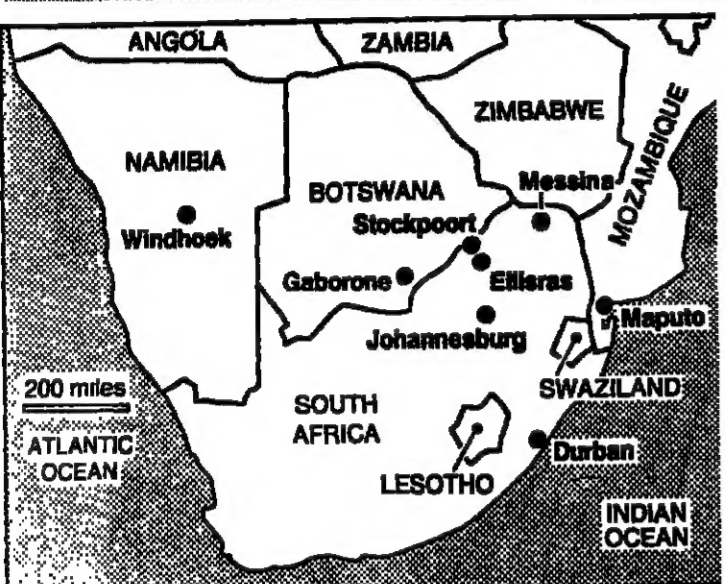 ANGOLA
ZAMBIA
ZIMBABWE
MOZAMBIQUE
NAMIBIA
Messina
BOTSWANA
Stockpoort
Windhoek
Gaborone
Ellisras
Maputo
Johannesburg
200 miles
SWAZILAND
SOUTH
AFRICA
ATLANTIC
OCEAN
Durban
LESOTHO
INDIAN
OCEAN